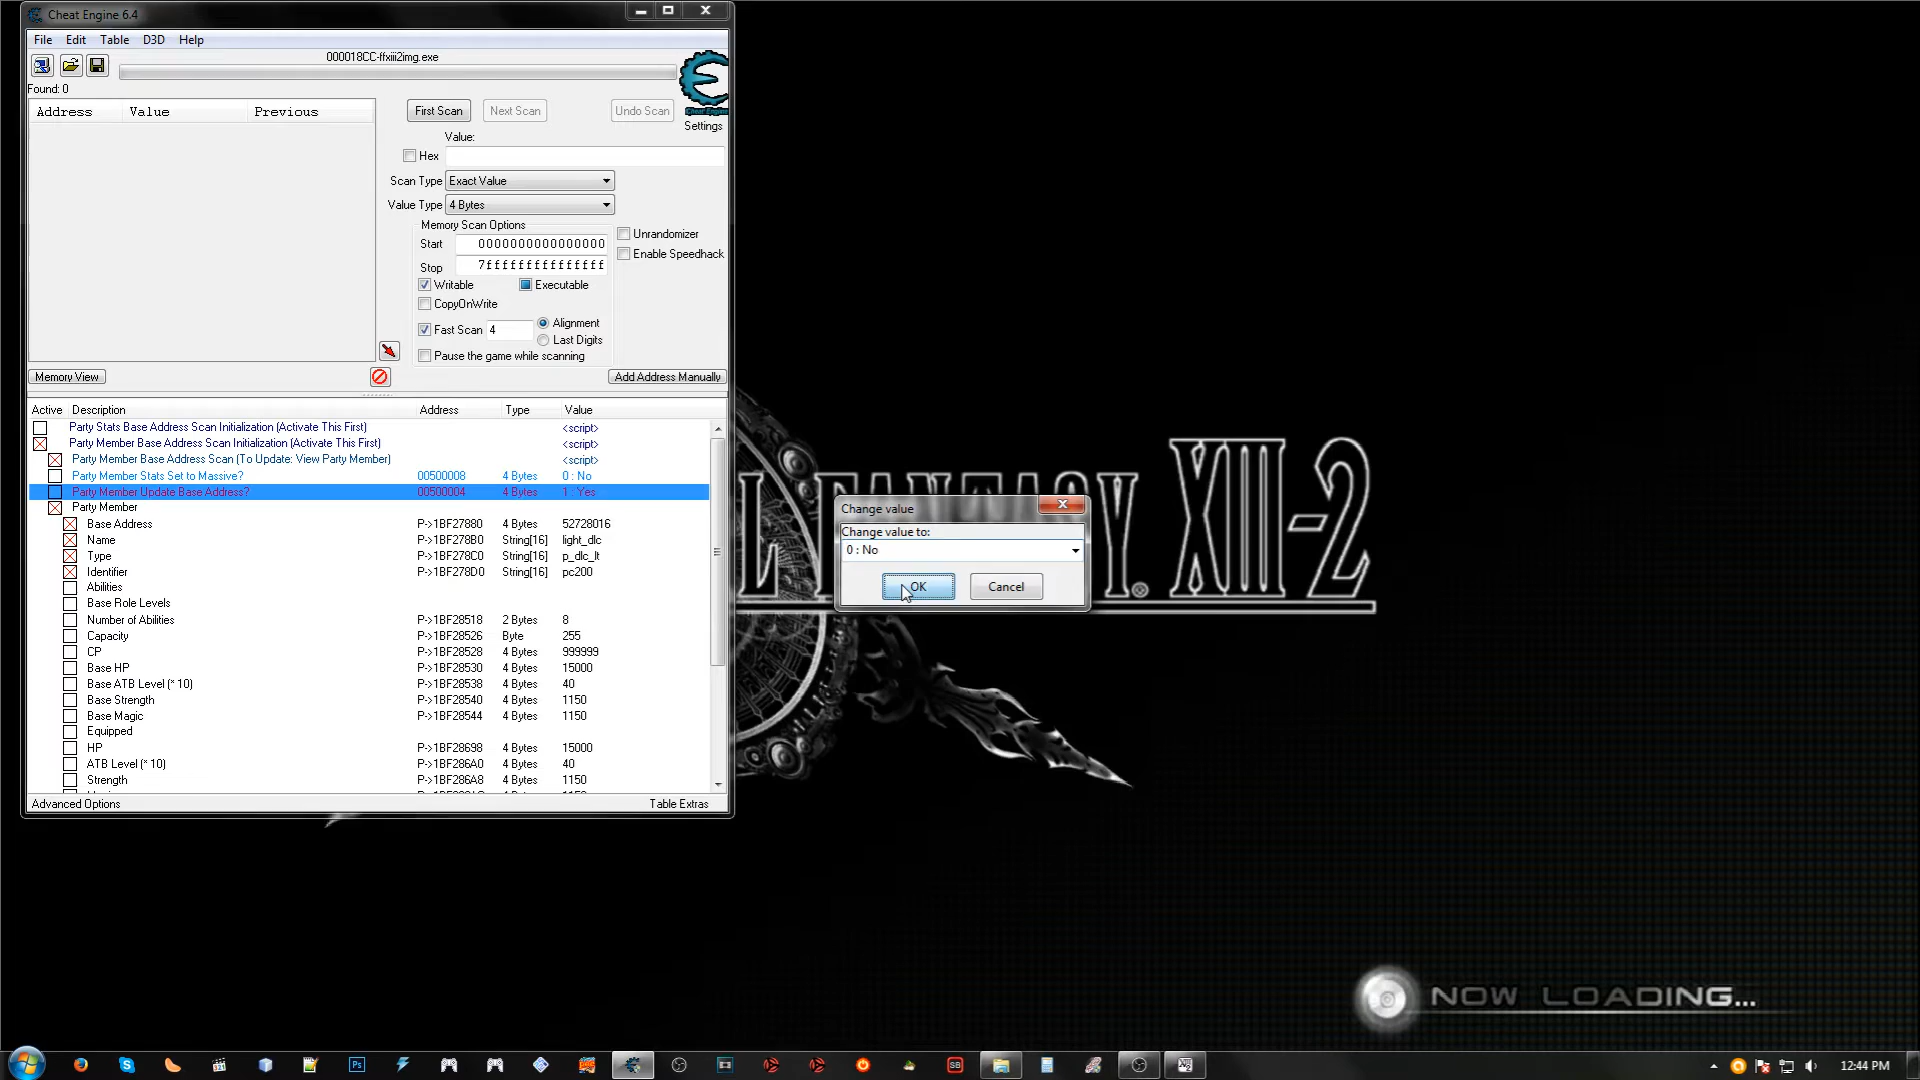 Cheat Engine 6.4
File Edit Table D3D Help
000018CC-ffxiii2img.exe
Found: 0
Address Value Previous
First Scan Next Scan Undo Scan
Cheat Engine
Settings
Value:
Hex
Scan Type Exact Value
Value Type 4 Bytes
Memory Scan Options
Start 0000000000000000
Stop 7fffffffffffffff
Unrandomizer
Enable Speedhack
Writable Executable
CopyOnWrite
Fast Scan 4 Alignment
Last Digits
Pause the game while scanning
Memory View Add Address Manually
Active Description Address Type Value
Party Stats Base Address Scan Initialization (Activate This First) <script>
Party Member Base Address Scan Initialization (Activate This First) <script>
Party Member Base Address Scan (To Update: View Party Member) <script>
Party Member Stats Set to Massive? 00500008 4 Bytes 0 : No
Party Member Update Base Address? 00500004 4 Bytes 1 : Yes
Party Member
Base Address P->1BF27880 4 Bytes 52728016
Name P->1BF278B0 String[16] light_dlc
Type P->1BF278C0 String[16] p_dlc_lt
Identifier P->1BF278D0 String[16] pc200
Abilities
Base Role Levels
Number of Abilities P->1BF28518 2 Bytes 8
Capacity P->1BF28526 Byte 255
CP P->1BF28528 4 Bytes 999999
Base HP P->1BF28530 4 Bytes 15000
Base ATB Level (* 10) P->1BF28538 4 Bytes 40
Base Strength P->1BF28540 4 Bytes 1150
Base Magic P->1BF28544 4 Bytes 1150
Equipped
HP P->1BF28698 4 Bytes 15000
ATB Level (* 10) P->1BF286A0 4 Bytes 40
Strength P->1BF286A8 4 Bytes 1150
Advanced Options Table Extras
L FANTASY. XIII-2
Change value
Change value to:
0 : No
OK Cancel
NOW LOADING...
12:44 PM